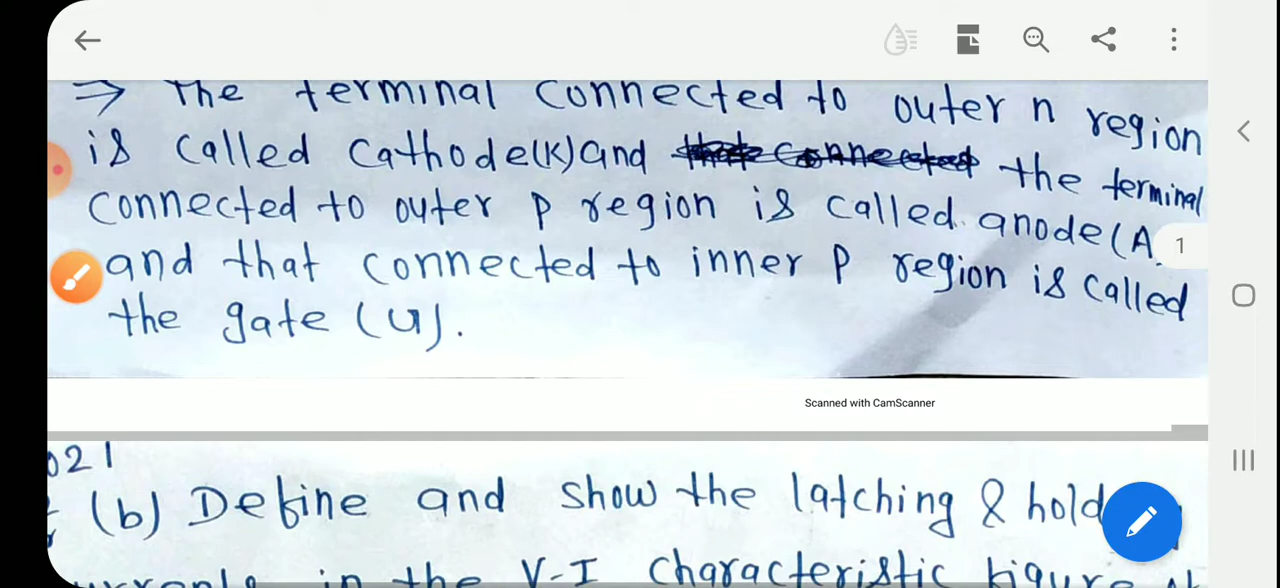 ⇒ The terminal connected to outer n region
is called Cathode(K) and the terminal
connected to outer p region is called anode(A
1
and that connected to inner p region is called
the gate (G).
Scanned with CamScanner
021
(b) Define and show the latching & hold
in the V-I characteristic figure